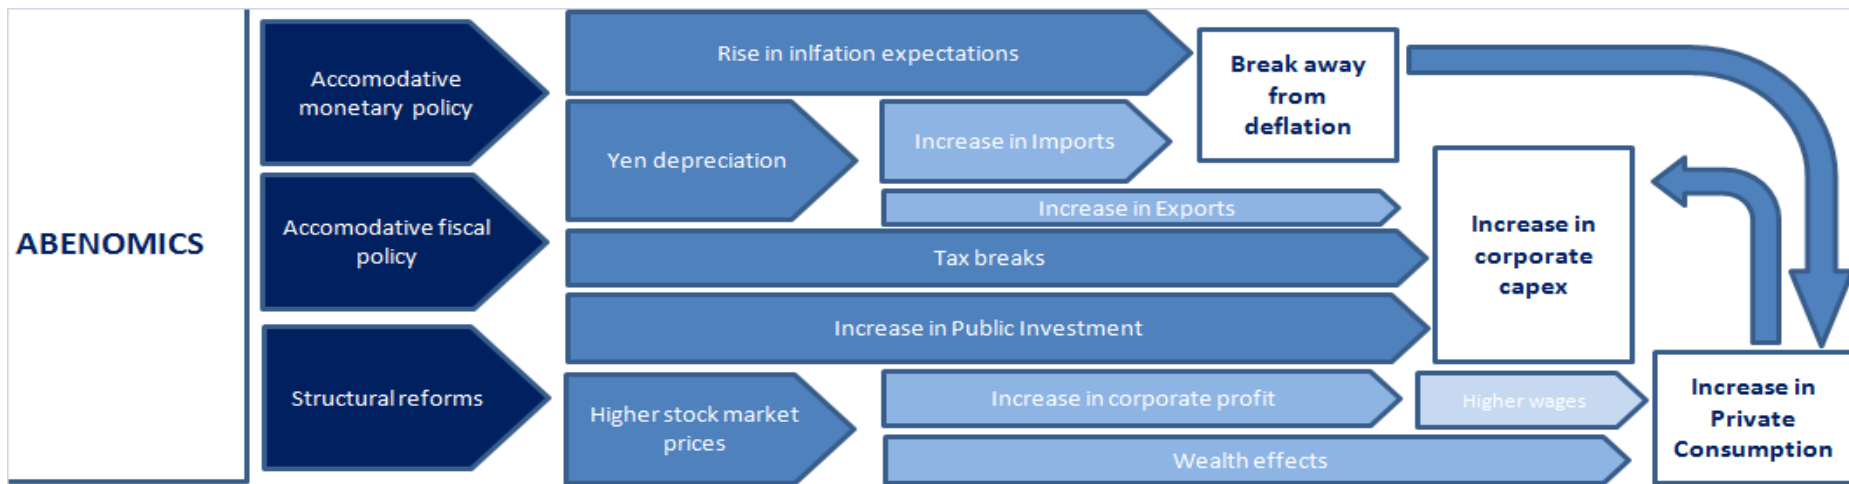 ABENOMICS
Accomodative
monetary policy
Accomodative fiscal
policy
Structural reforms
Rise in inlfation expectations
Yen depreciation
Increase in Imports
Increase in Exports
Tax breaks
Increase in Public Investment
Higher stock market
prices
Increase in corporate profit
Higher wages
Wealth effects
Break away
from
deflation
Increase in
corporate
capex
Increase in
Private
Consumption